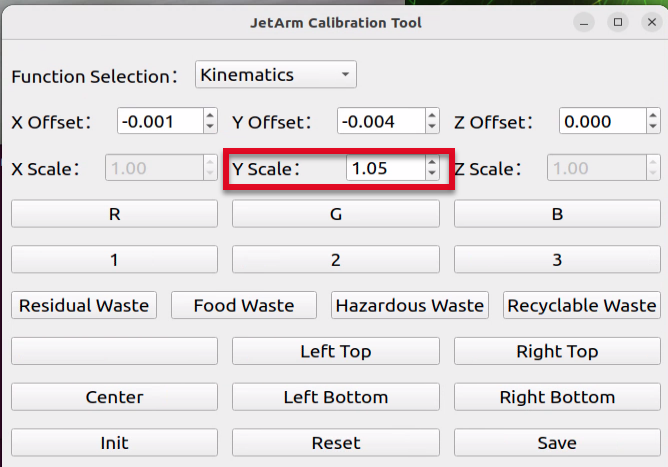 JetArm Calibration Tool
Function Selection： Kinematics
X Offset： -0.001 Y Offset： -0.004 Z Offset： 0.000
X Scale： 1.00 Y Scale： 1.05 Z Scale： 1.00
R G B
1 2 3
Residual Waste Food Waste Hazardous Waste Recyclable Waste
Left Top Right Top
Center Left Bottom Right Bottom
Init Reset Save